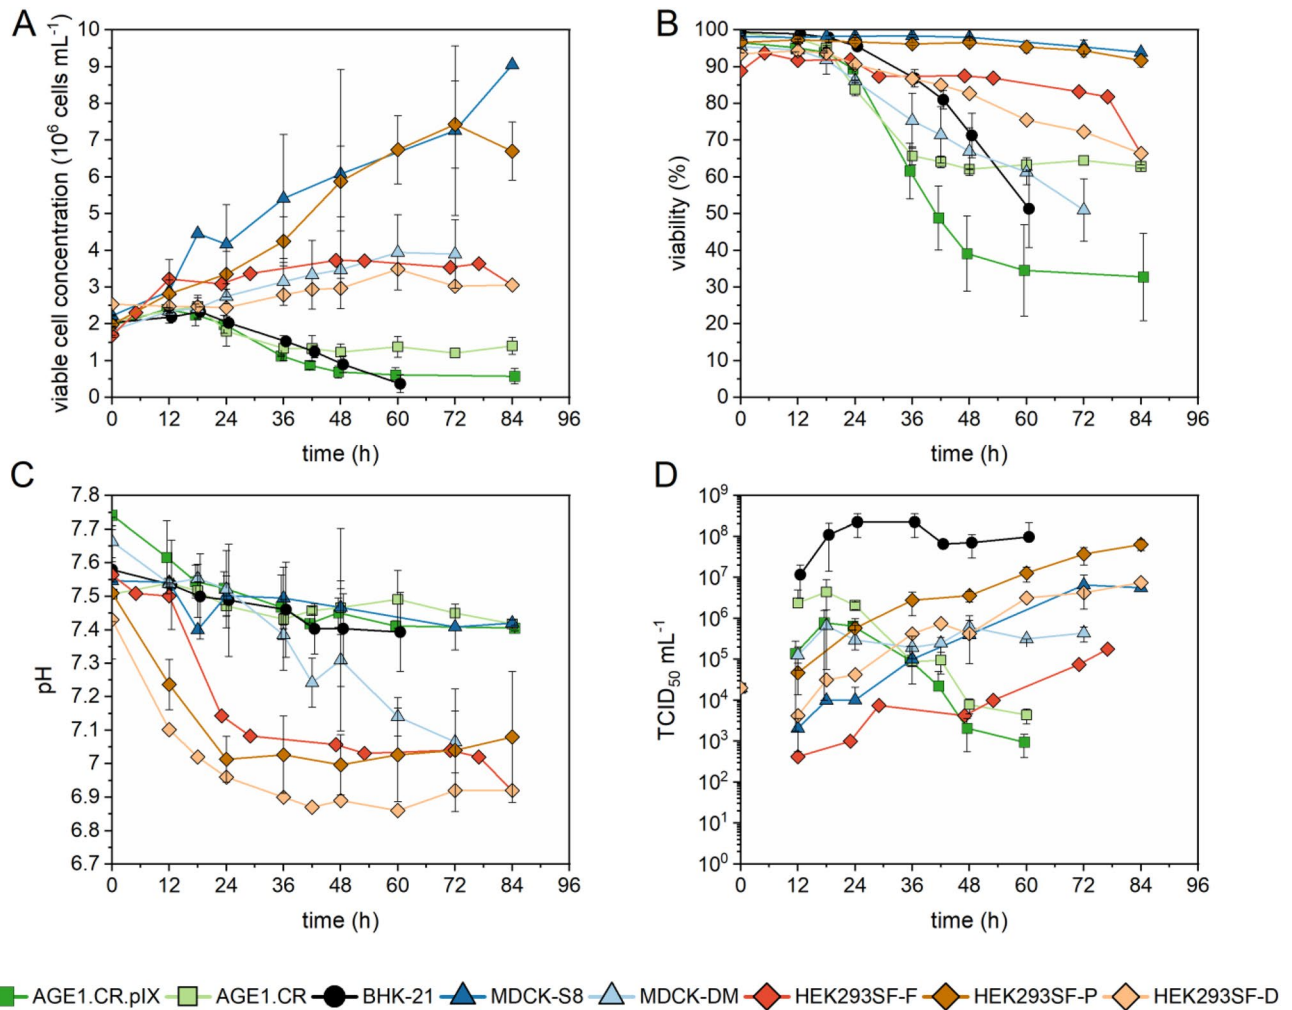 A
viable cell concentration (10⁶ cells mL⁻¹)
10
9
8
7
6
5
4
3
2
1
0
0 12 24 36 48 60 72 84 96
time (h)
B
viability (%)
100
90
80
70
60
50
40
30
20
10
0
0 12 24 36 48 60 72 84 96
time (h)
C
pH
7.8
7.7
7.6
7.5
7.4
7.3
7.2
7.1
7
6.9
6.8
6.7
0 12 24 36 48 60 72 84 96
time (h)
D
TCID₅₀ mL⁻¹
10⁹
10⁸
10⁷
10⁶
10⁵
10⁴
10³
10²
10¹
10⁰
0 12 24 36 48 60 72 84 96
time (h)
AGE1.CR.pIX AGE1.CR BHK-21 MDCK-S8 MDCK-DM HEK293SF-F HEK293SF-P HEK293SF-D